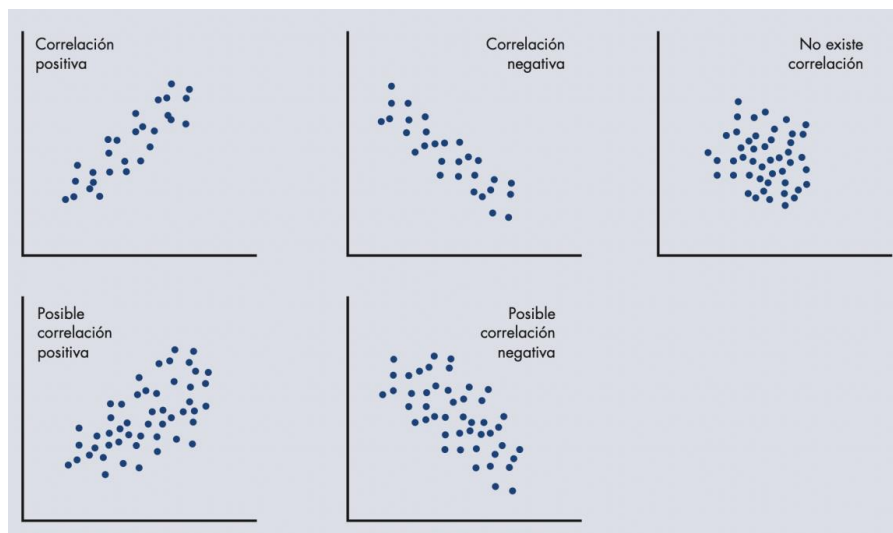 Correlación
positiva
Correlación
negativa
No existe
correlación
Posible
correlación
positiva
Posible
correlación
negativa